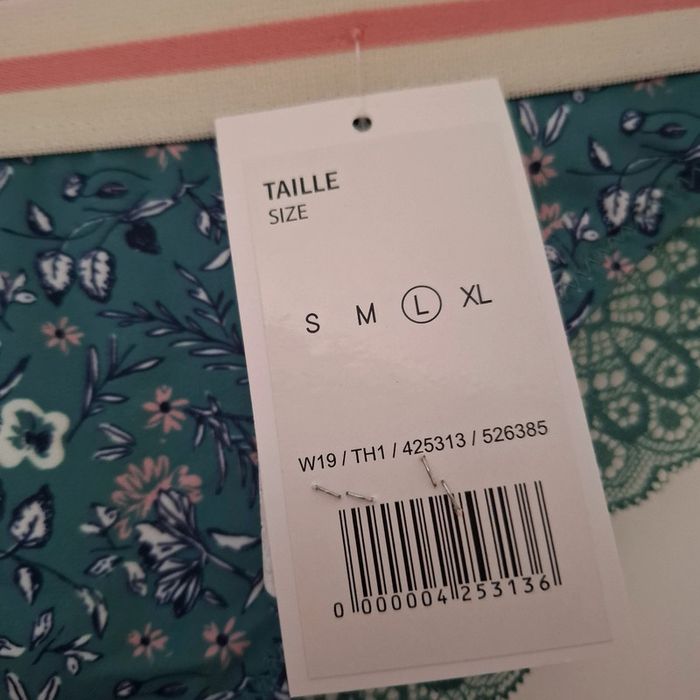 TAILLE
SIZE
S M L XL
W19 / TH1 / 425313 / 526385
0 000004 253136